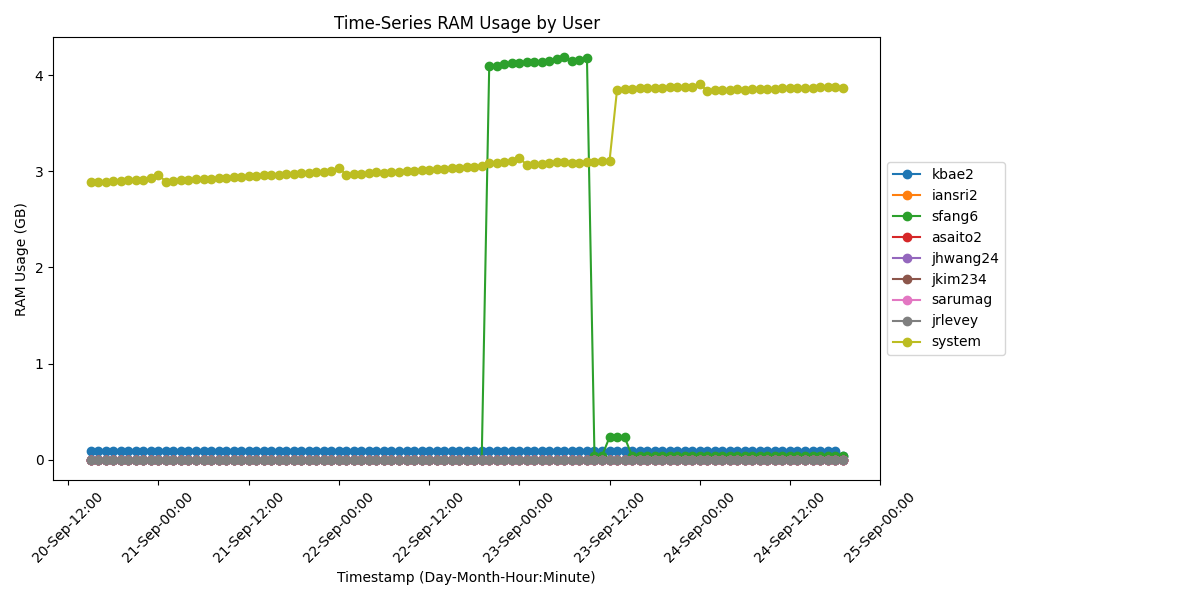 Time-Series RAM Usage by User
RAM Usage (GB)
4
3
2
1
0
20-Sep-12:00
21-Sep-00:00
21-Sep-12:00
22-Sep-00:00
22-Sep-12:00
23-Sep-00:00
23-Sep-12:00
24-Sep-00:00
24-Sep-12:00
25-Sep-00:00
Timestamp (Day-Month-Hour:Minute)
kbae2
iansri2
sfang6
asaito2
jhwang24
jkim234
sarumag
jrlevey
system